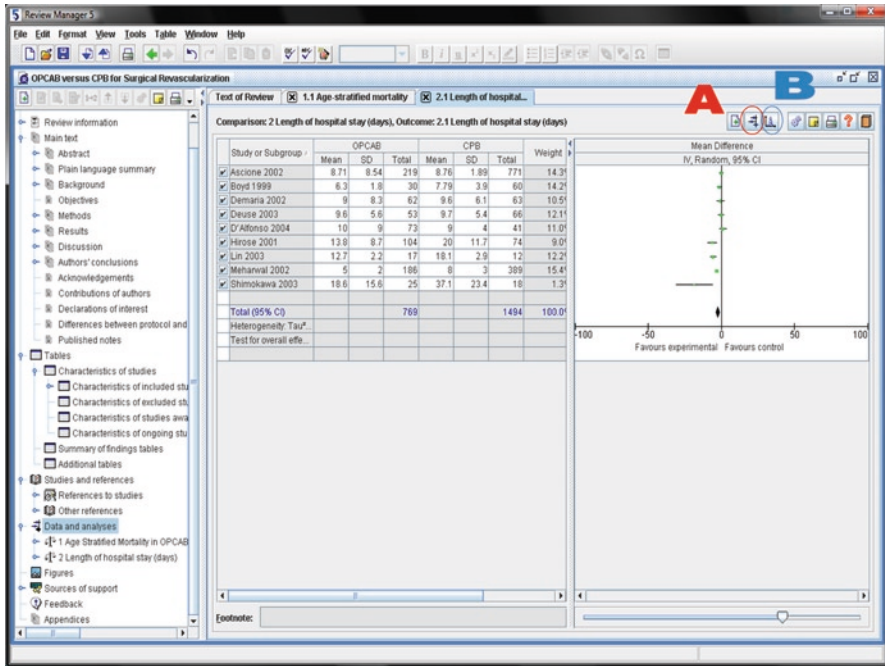 Review Manager 5
File Edit Format View Tools Table Window Help
OPCAB versus CPB for Surgical Revascularization
Text of Review 1.1 Age-stratified mortality 2.1 Length of hospital...
A B
Comparison: 2 Length of hospital stay (days), Outcome: 2.1 Length of hospital stay (days)
Review information
Main text
Abstract
Plain language summary
Background
Objectives
Methods
Results
Discussion
Authors' conclusions
Acknowledgements
Contributions of authors
Declarations of interest
Differences between protocol and
Published notes
Tables
Characteristics of studies
Characteristics of included stu
Characteristics of excluded stu
Characteristics of studies awa
Characteristics of ongoing stu
Summary of findings tables
Additional tables
Studies and references
References to studies
Other references
Data and analyses
1 Age Stratified Mortality in OPCAB
2 Length of hospital stay (days)
Figures
Sources of support
Feedback
Appendices
Study or Subgroup OPCAB CPB Weight
Mean SD Total Mean SD Total
Ascione 2002 8.71 8.54 219 8.76 1.89 771 14.3
Boyd 1999 6.3 1.8 30 7.79 3.9 60 14.2
Demaria 2002 9 8.3 62 9.6 6.1 63 10.5
Deuse 2003 9.6 5.6 53 9.7 5.4 66 12.1
D'Alfonso 2004 10 9 73 9 4 41 11.0
Hirose 2001 13.8 8.7 104 20 11.7 74 9.0
Lin 2003 12.7 2.2 17 18.1 2.9 12 12.2
Meharwal 2002 5 2 186 8 3 389 15.4
Shimokawa 2003 18.6 15.6 25 37.1 23.4 18 1.3
Total (95% CI) 769 1494 100.0
Heterogeneity: Tau²...
Test for overall effe...
Mean Difference
IV, Random, 95% CI
-100 -50 0 50 100
Favours experimental Favours control
Footnote: